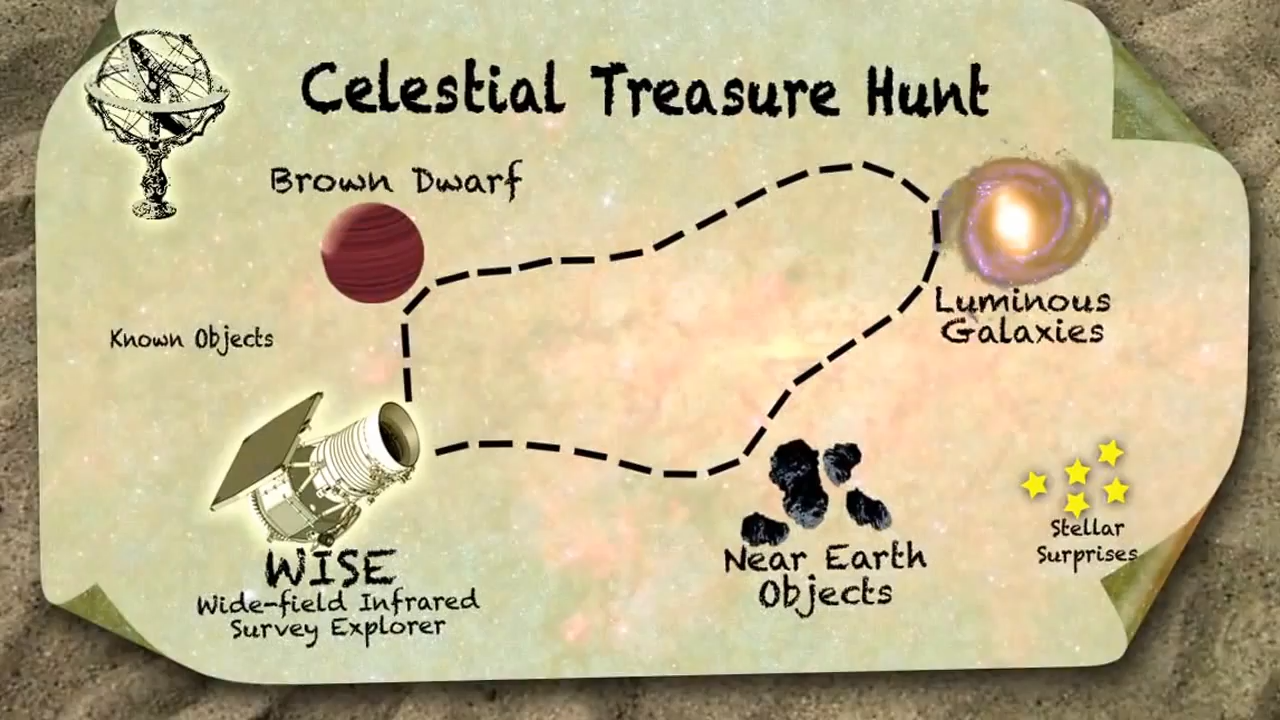 Celestial Treasure Hunt
Brown Dwarf
Luminous
Galaxies
Known Objects
WISE
Wide-field Infrared
Survey Explorer
Near Earth
Objects
Stellar
Surprises